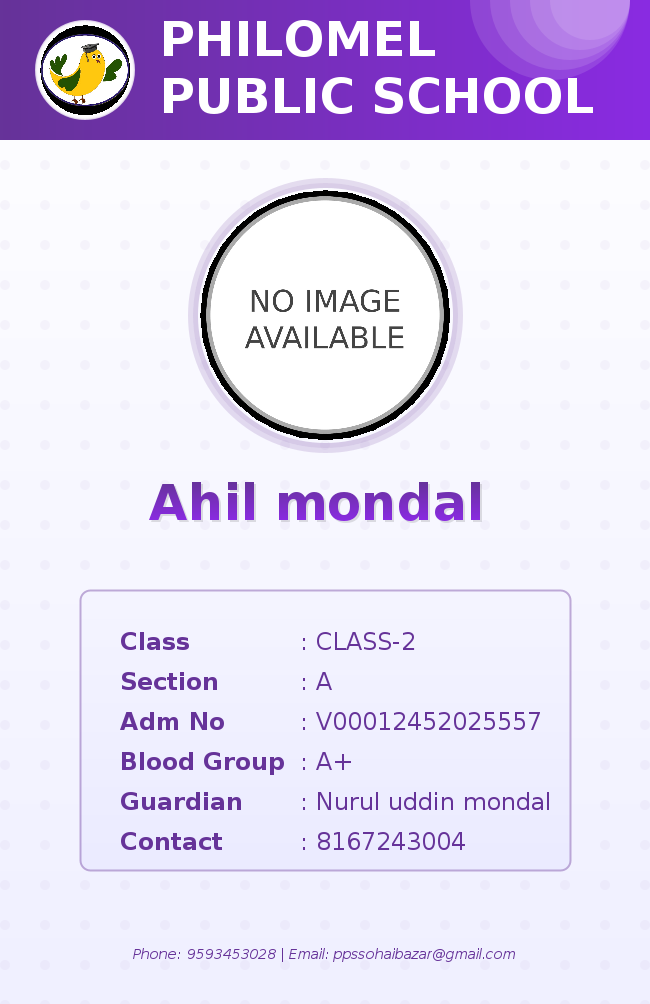 PHILOMEL
PUBLIC SCHOOL
NO IMAGE
AVAILABLE
Ahil mondal
Class : CLASS-2
Section : A
Adm No : V00012452025557
Blood Group : A+
Guardian : Nurul uddin mondal
Contact : 8167243004
Phone: 9593453028 | Email: ppssohaibazar@gmail.com